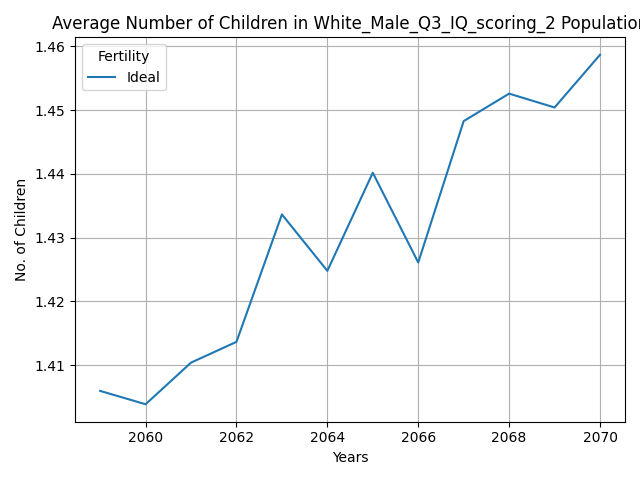 Average Number of Children in White_Male_Q3_IQ_scoring_2 Population
1.46
Fertility
Ideal
1.45
1.44
1.43
1.42
1.41
No. of Children
2060 2062 2064 2066 2068 2070
Years